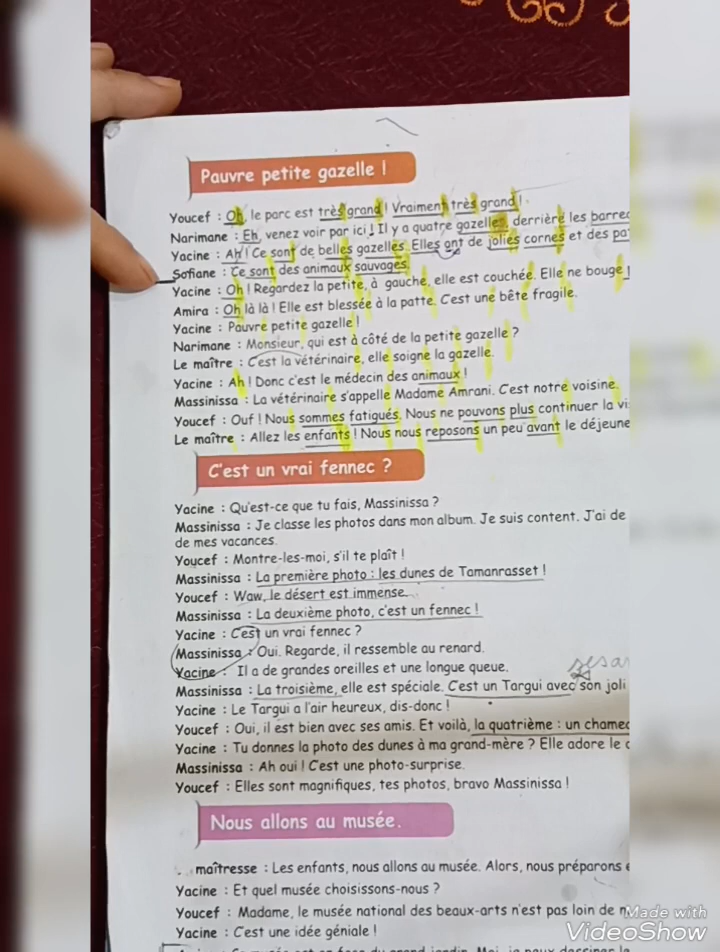 Pauvre petite gazelle !
Youcef : Oh, le parc est très grand ! Vraiment très grand !
Narimane : Eh, venez voir par ici ! Il y a quatre gazelles derrière les
Yacine : Ah ! Ce sont de belles gazelles. Elles ont de jolies cornes et des
Sofiane : Ce sont des animaux sauvages.
Yacine : Oh ! Regardez la petite, à gauche, elle est couchée. Elle ne bouge
Amira : Oh là là ! Elle est blessée à la patte. C'est une bête fragile.
Yacine : Pauvre petite gazelle !
Narimane : Monsieur, qui est à côté de la petite gazelle ?
Le maître : C'est la vétérinaire, elle soigne la gazelle.
Yacine : Ah ! Donc c'est le médecin des animaux !
Massinissa : La vétérinaire s'appelle Madame Amrani. C'est notre voisine.
Youcef : Ouf ! Nous sommes fatigués. Nous ne pouvons plus continuer la
Le maître : Allez les enfants ! Nous nous reposons un peu avant le déjeune
C'est un vrai fennec ?
Yacine : Qu'est-ce que tu fais, Massinissa ?
Massinissa : Je classe les photos dans mon album. Je suis content. J'ai de
de mes vacances.
Youcef : Montre-les-moi, s'il te plaît !
Massinissa : La première photo : les dunes de Tamanrasset !
Youcef : Waw, le désert est immense.
Massinissa : La deuxième photo, c'est un fennec !
Yacine : C'est un vrai fennec ?
Massinissa : Oui. Regarde, il ressemble au renard.
Yacine : Il a de grandes oreilles et une longue queue.
Massinissa : La troisième, elle est spéciale. C'est un Targui avec son joli
Yacine : Le Targui a l'air heureux, dis-donc !
Youcef : Oui, il est bien avec ses amis. Et voilà, la quatrième : un
Yacine : Tu donnes la photo des dunes à ma grand-mère ? Elle adore le
Massinissa : Ah oui ! C'est une photo-surprise.
Youcef : Elles sont magnifiques, tes photos, bravo Massinissa !
Nous allons au musée.
maîtresse : Les enfants, nous allons au musée. Alors, nous préparons
Yacine : Et quel musée choisissons-nous ?
Youcef : Madame, le musée national des beaux-arts n'est pas loin de
Yacine : C'est une idée géniale !
Made with
VideoShow